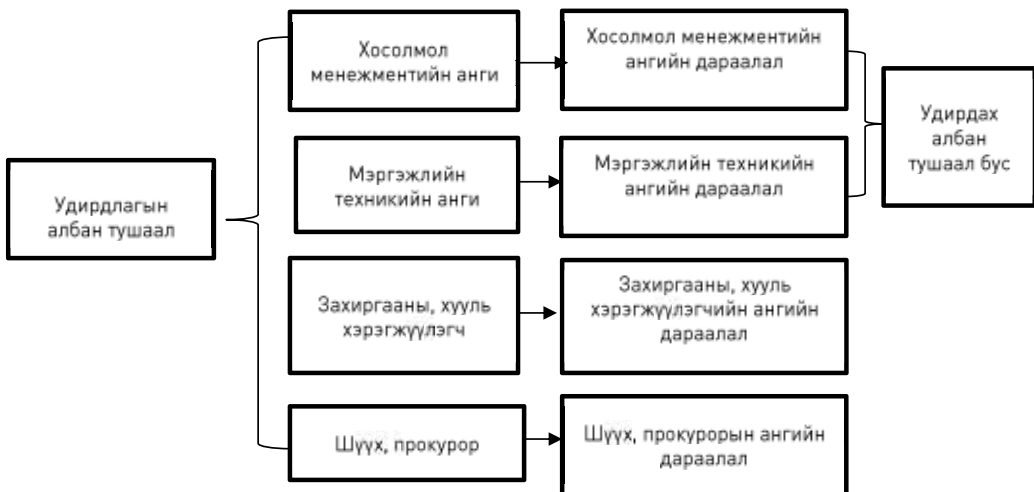 Удирдлагын
албан тушаал
Хосолмол
менежментийн анги
Хосолмол менежментийн
ангийн дараалал
Мэргэжлийн
техникийн анги
Мэргэжлийн техникийн
ангийн дараалал
Удирдах
албан
тушаал бус
Захиргааны, хууль
хэрэгжүүлэгч
Захиргааны, хууль
хэрэгжүүлэгчийн ангийн
дараалал
Шүүх, прокурор
Шүүх, прокурорын ангийн
дараалал